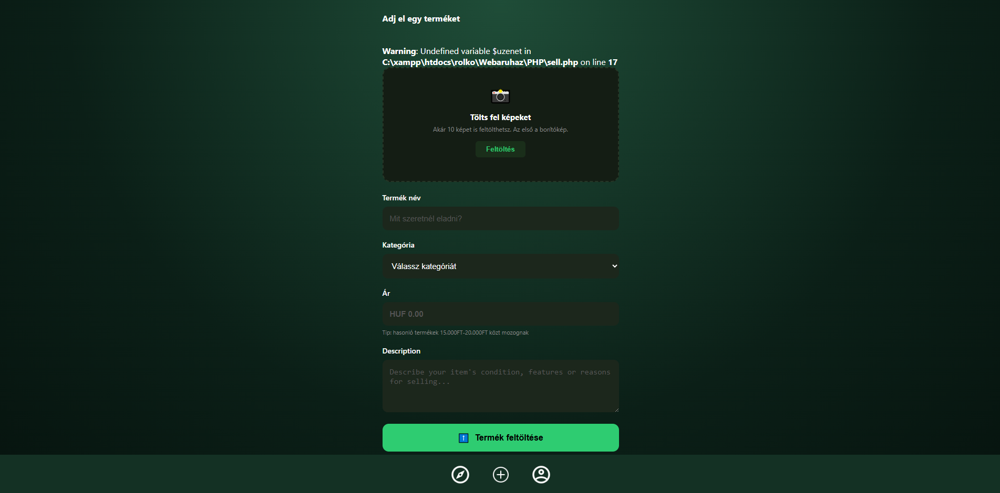 Adj el egy terméket
Warning: Undefined variable $uzenet in
C:\xampp\htdocs\rolko\Webaruhaz\PHP\sell.php on line 17
Tölts fel képeket
Akár 10 képet is feltölthetsz. Az első a borítókép.
Feltöltés
Termék név
Mit szeretnél eladni?
Kategória
Válassz kategóriát
Ár
HUF 0.00
Tip: hasonló termékek 15.000FT-20.000FT közt mozognak
Description
Describe your item's condition, features or reasons
for selling...
Termék feltöltése